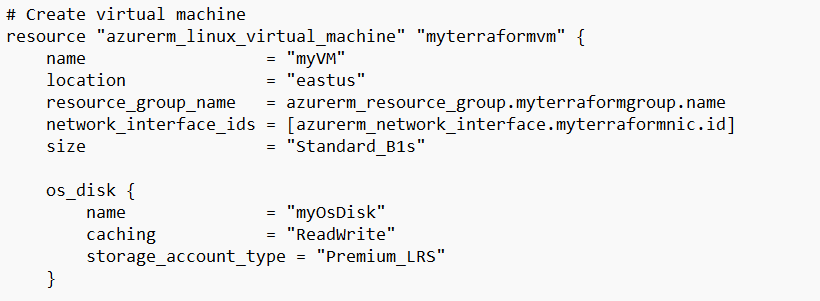 # Create virtual machine
resource "azurerm_linux_virtual_machine" "myterraformvm" {
    name                  = "myVM"
    location              = "eastus"
    resource_group_name   = azurerm_resource_group.myterraformgroup.name
    network_interface_ids = [azurerm_network_interface.myterraformnic.id]
    size                  = "Standard_B1s"

    os_disk {
        name              = "myOsDisk"
        caching           = "ReadWrite"
        storage_account_type = "Premium_LRS"
    }